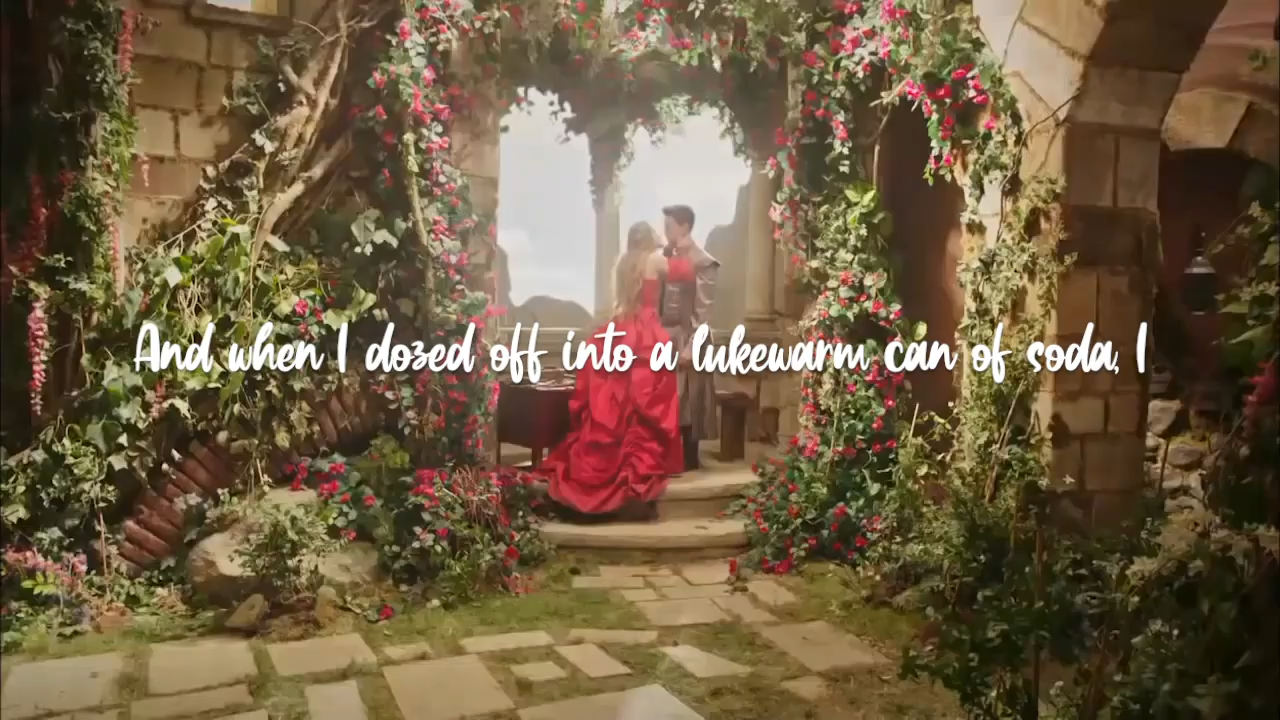 And when I dozed off into a lukewarm can of soda, I